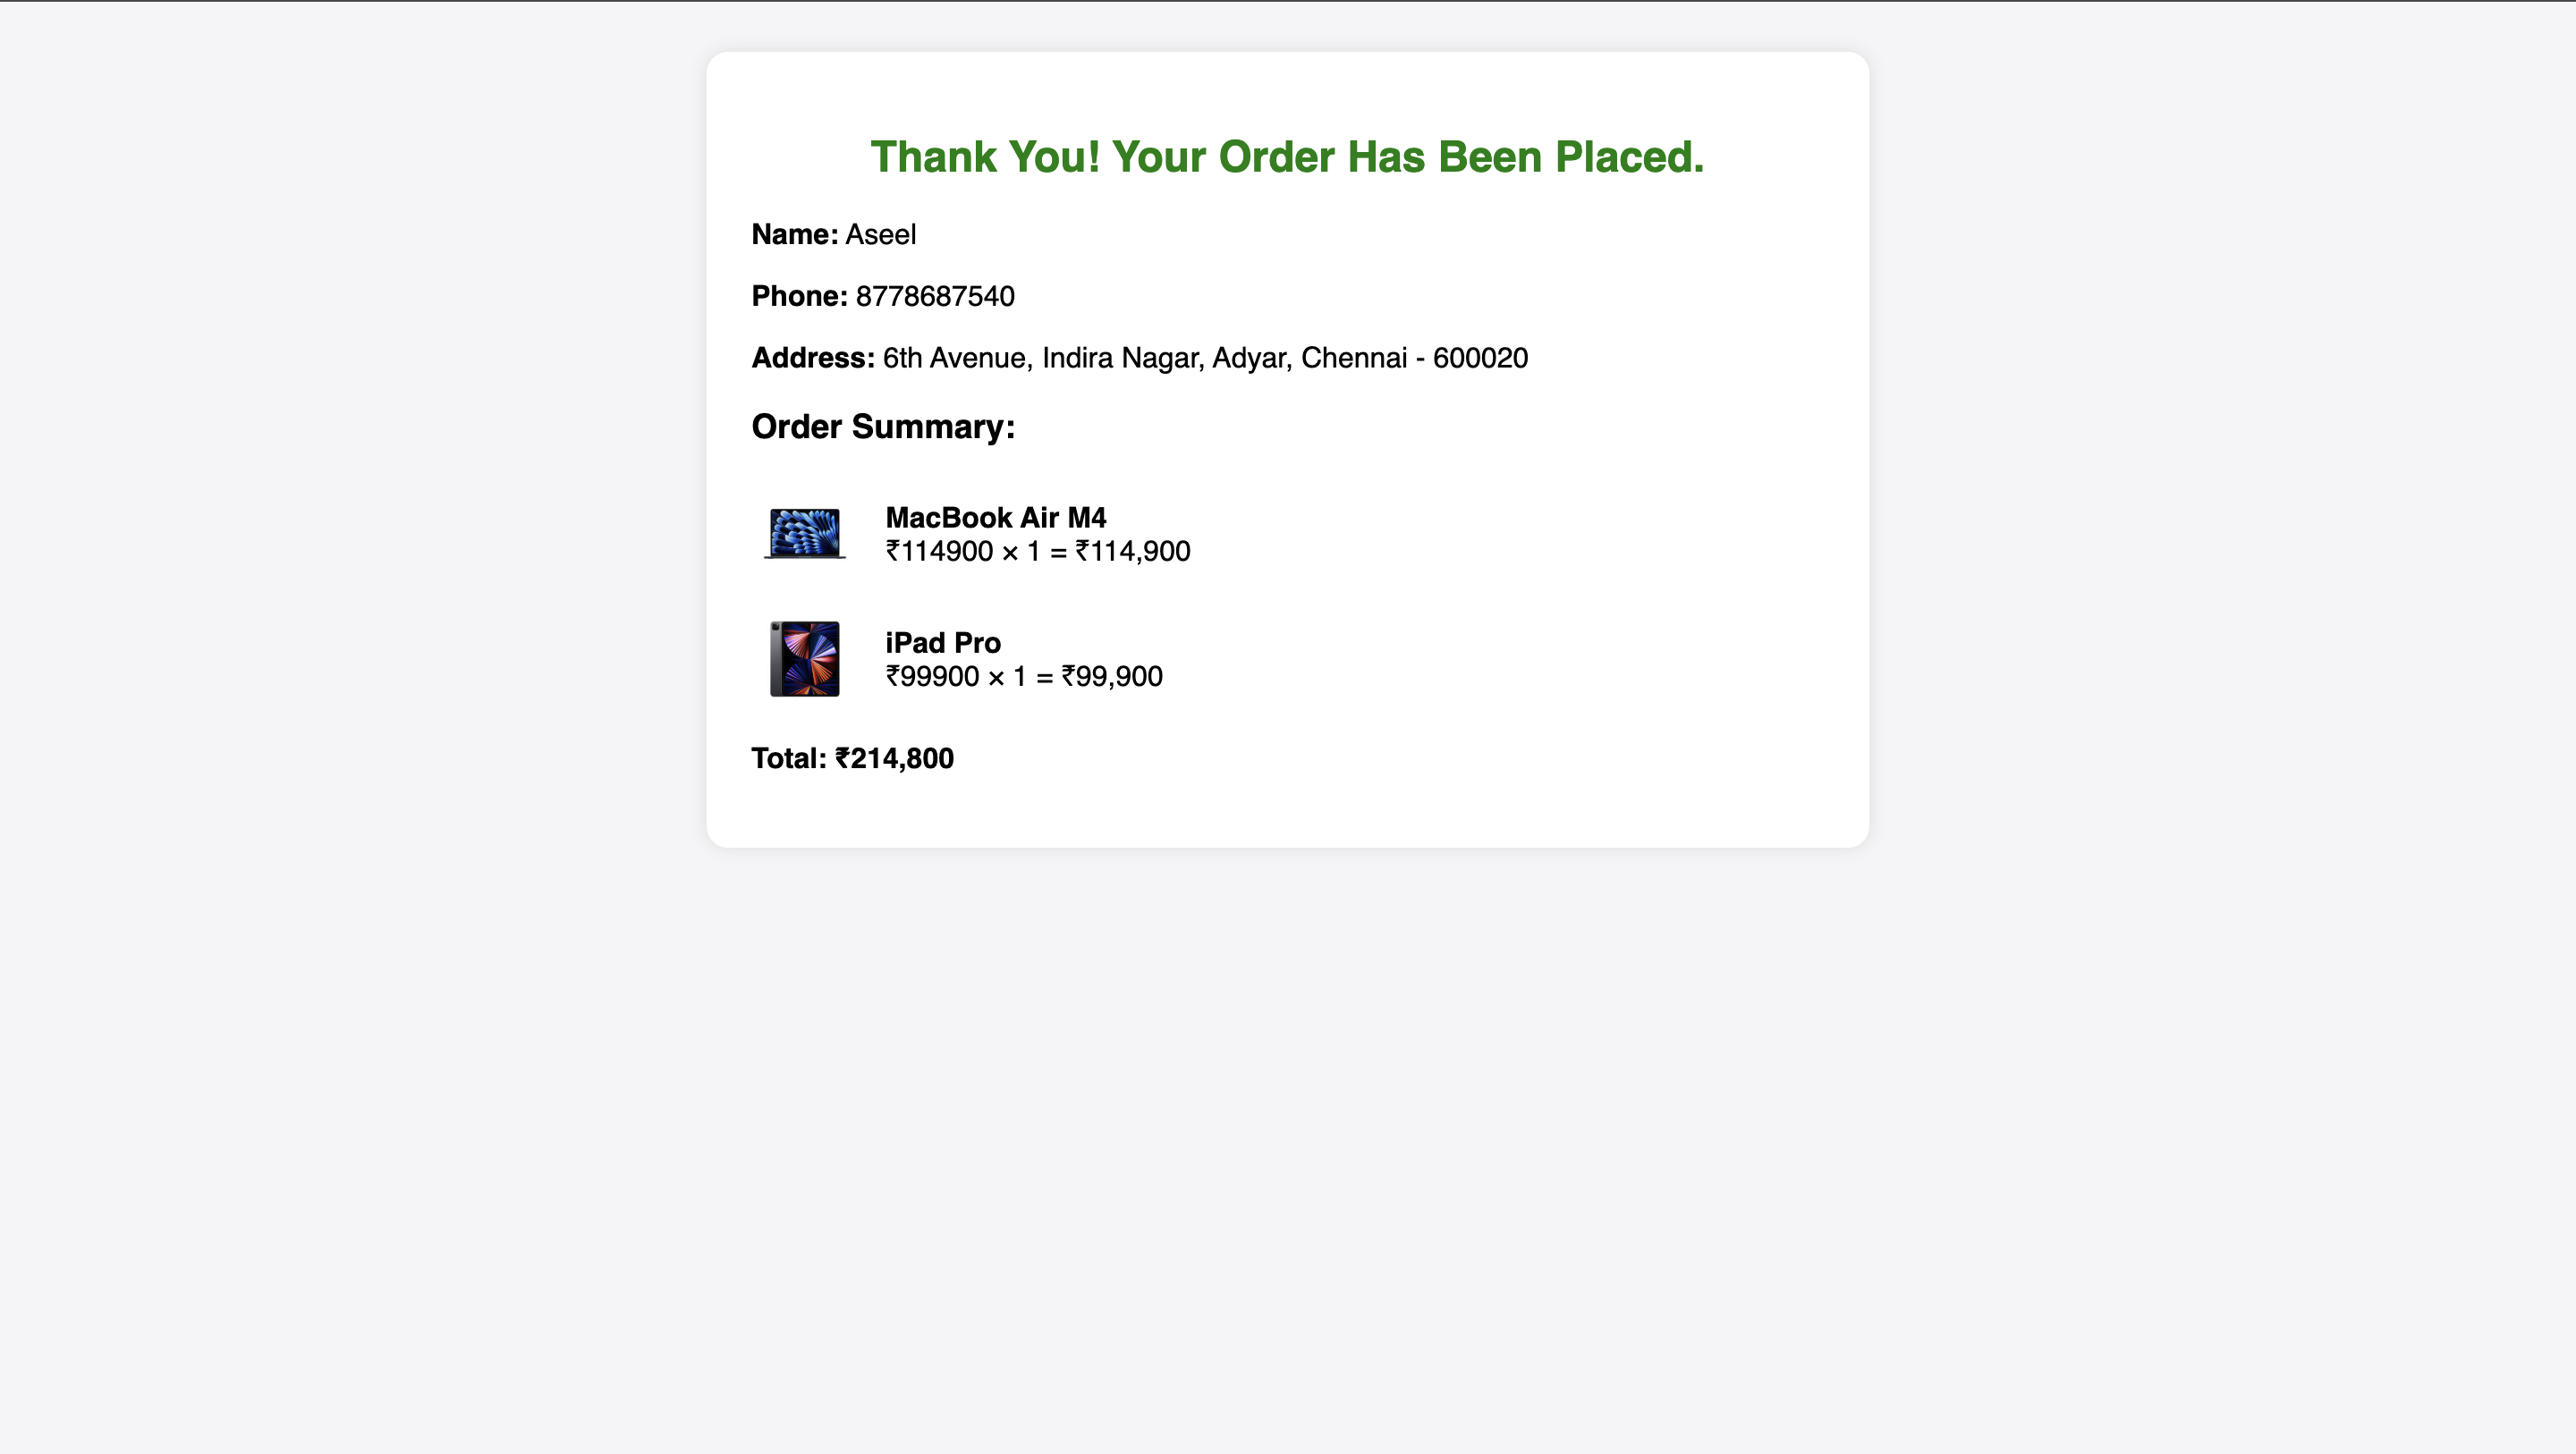 Thank You! Your Order Has Been Placed.
Name: Aseel
Phone: 8778687540
Address: 6th Avenue, Indira Nagar, Adyar, Chennai - 600020
Order Summary:
MacBook Air M4
₹114900 × 1 = ₹114,900
iPad Pro
₹99900 × 1 = ₹99,900
Total: ₹214,800